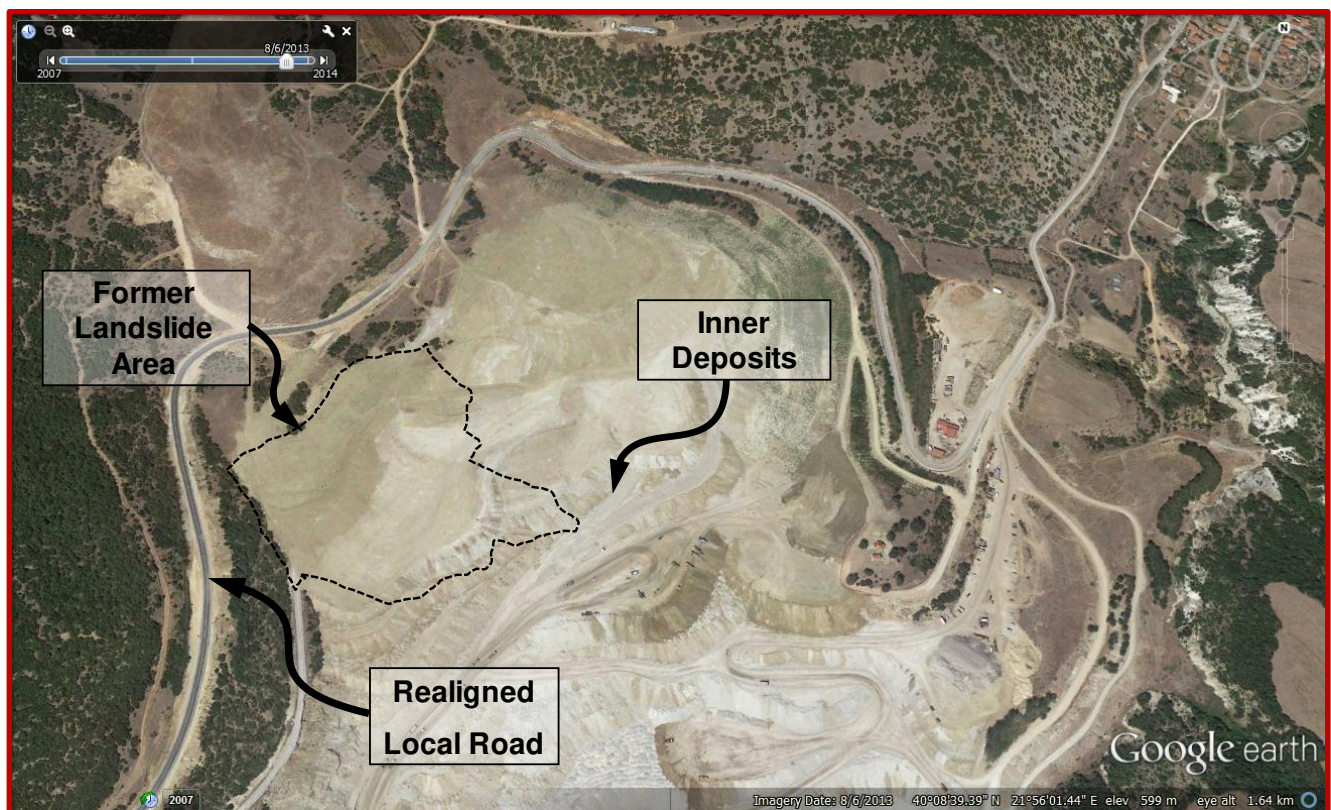 8/6/2013
2007
2014
N
Former
Landslide
Area
Inner
Deposits
Realigned
Local Road
Google earth
2007
Imagery Date: 8/6/2013 40°08'39.39" N 21°56'01.44" E elev 599 m eye alt 1.64 km